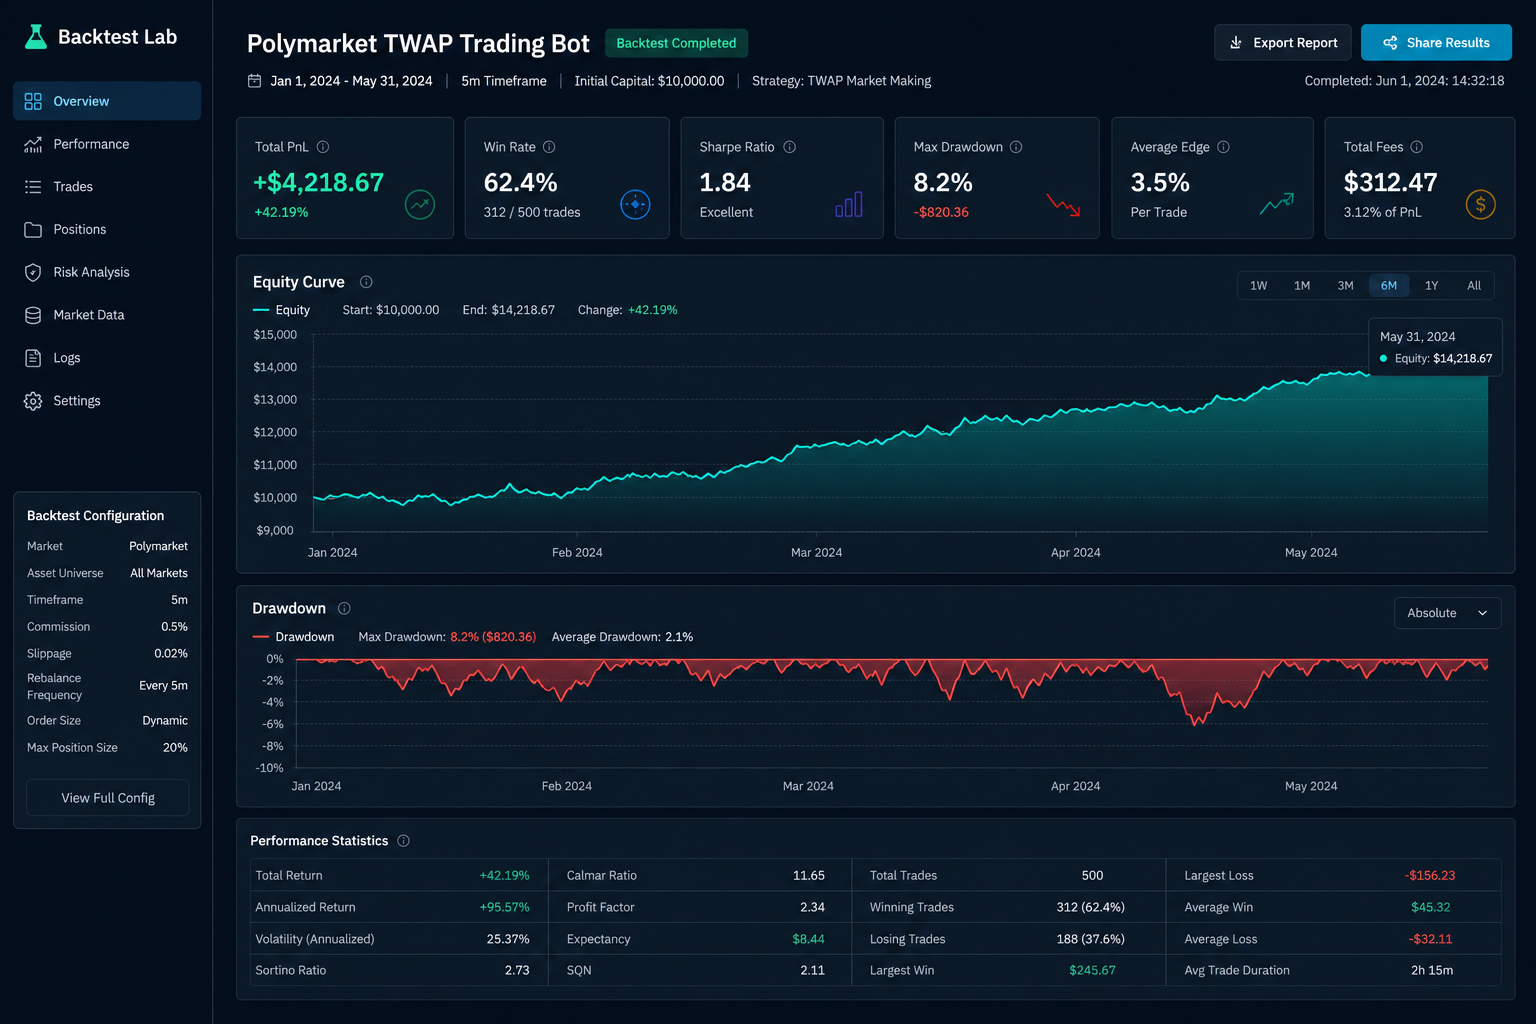 Backtest Lab
Overview
Performance
Trades
Positions
Risk Analysis
Market Data
Logs
Settings
Backtest Configuration
Market Polymarket
Asset Universe All Markets
Timeframe 5m
Commission 0.5%
Slippage 0.02%
Rebalance
Frequency Every 5m
Order Size Dynamic
Max Position Size 20%
View Full Config
Polymarket TWAP Trading Bot Backtest Completed
Export Report Share Results
Jan 1, 2024 - May 31, 2024 | 5m Timeframe | Initial Capital: $10,000.00 | Strategy: TWAP Market Making
Completed: Jun 1, 2024: 14:32:18
Total PnL
+$4,218.67
+42.19%
Win Rate
62.4%
312 / 500 trades
Sharpe Ratio
1.84
Excellent
Max Drawdown
8.2%
-$820.36
Average Edge
3.5%
Per Trade
Total Fees
$312.47
3.12% of PnL
$
Equity Curve
1W 1M 3M 6M 1Y All
Equity Start: $10,000.00 End: $14,218.67 Change: +42.19%
May 31, 2024
Equity: $14,218.67
$15,000
$14,000
$13,000
$12,000
$11,000
$10,000
$9,000
Jan 2024 Feb 2024 Mar 2024 Apr 2024 May 2024
Drawdown
Absolute
Drawdown Max Drawdown: 8.2% ($820.36) Average Drawdown: 2.1%
0%
-2%
-4%
-6%
-8%
-10%
Jan 2024 Feb 2024 Mar 2024 Apr 2024 May 2024
Performance Statistics
Total Return +42.19% Calmar Ratio 11.65 Total Trades 500 Largest Loss -$156.23
Annualized Return +95.57% Profit Factor 2.34 Winning Trades 312 (62.4%) Average Win $45.32
Volatility (Annualized) 25.37% Expectancy $8.44 Losing Trades 188 (37.6%) Average Loss -$32.11
Sortino Ratio 2.73 SQN 2.11 Largest Win $245.67 Avg Trade Duration 2h 15m